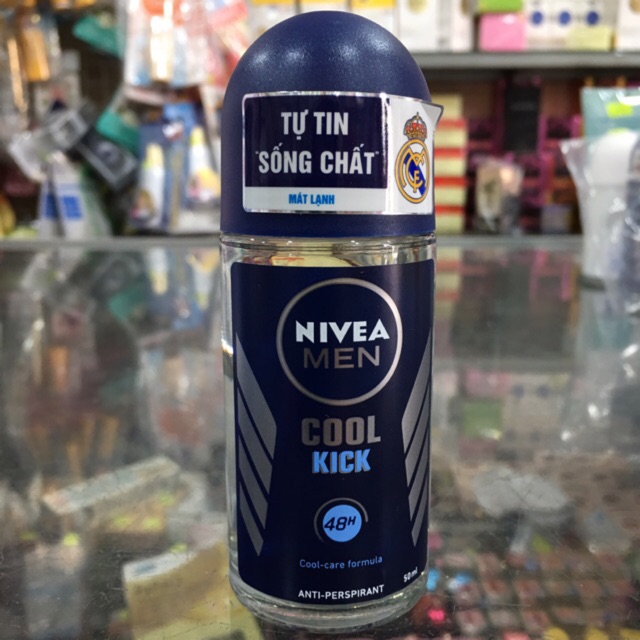 TỰ TIN
"SỐNG CHẤT"
MÁT LẠNH
NIVEA
MEN
COOL
KICK
48H
Cool-care formula
ANTI-PERSPIRANT
50 ml